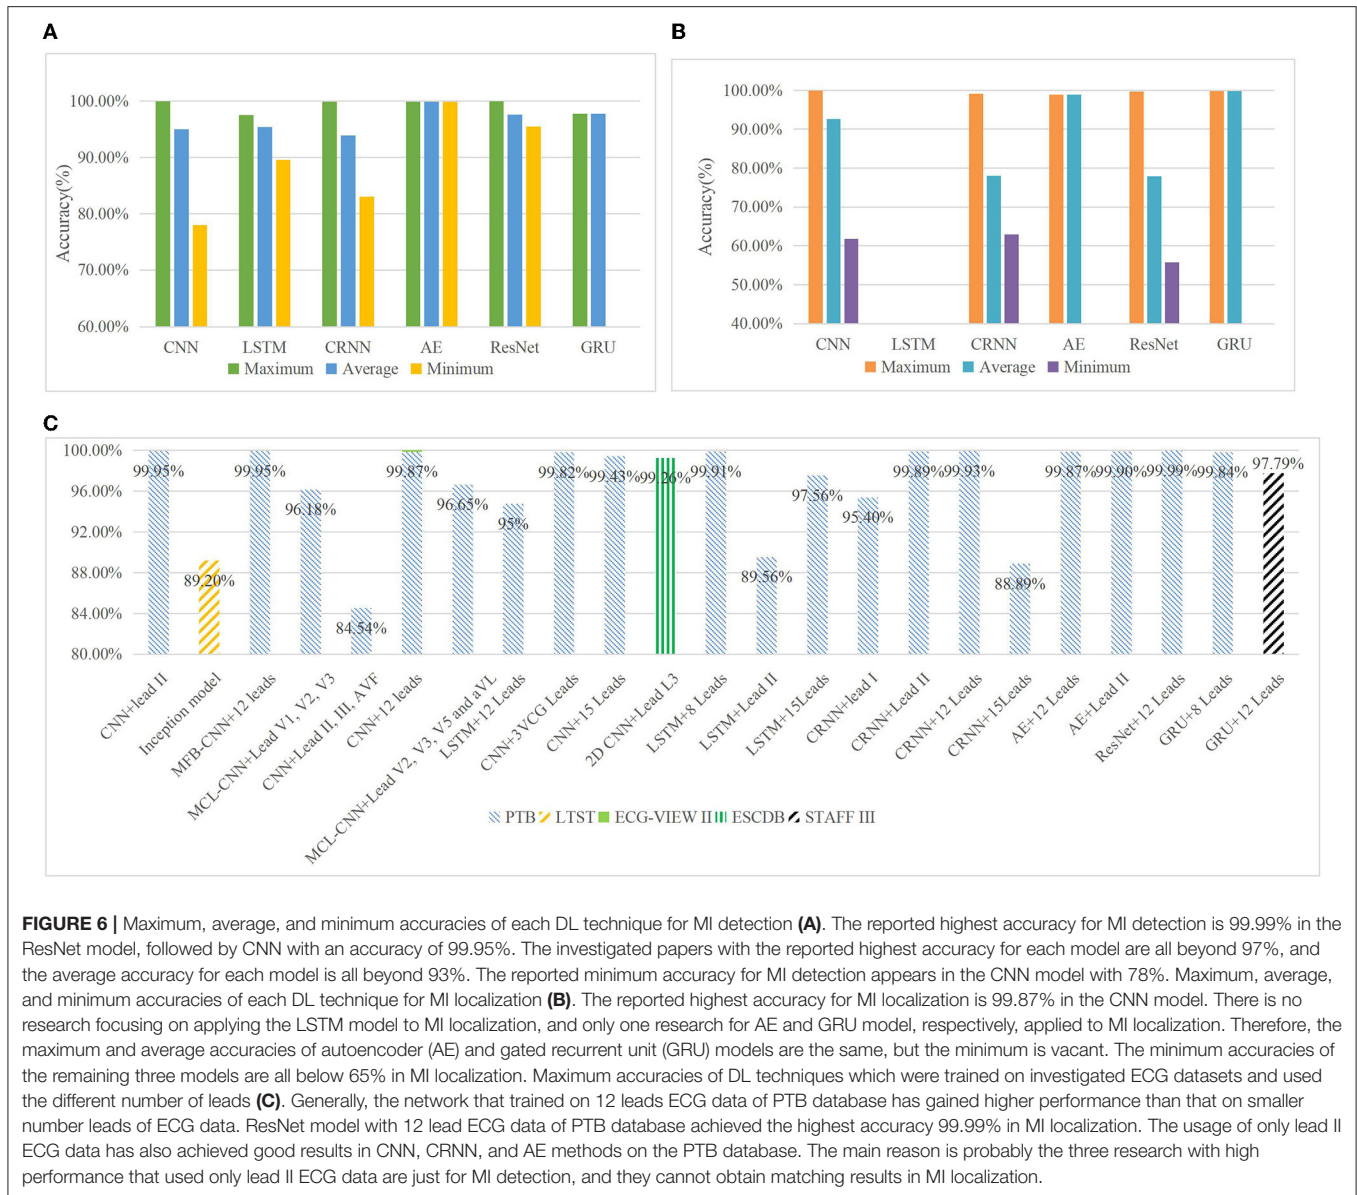 A
100.00%
90.00%
80.00%
70.00%
60.00%
Accuracy(%)
CNN LSTM CRNN AE ResNet GRU
Maximum Average Minimum
B
100.00%
90.00%
80.00%
70.00%
60.00%
50.00%
40.00%
Accuracy(%)
CNN LSTM CRNN AE ResNet GRU
Maximum Average Minimum
C
100.00%
96.00%
92.00%
88.00%
84.00%
80.00%
99.95%
89.20%
99.95%
96.18%
84.54%
99.87%
96.65%
95%
99.82%
99.43%
99.26%
99.91%
89.56%
97.56%
95.40%
99.89%
99.93%
88.89%
99.87%
99.90%
99.99%
99.84%
97.79%
CNN+lead II
Inception model
MFB-CNN+12 leads
MCL-CNN+Lead V1, V2, V3
CNN+Lead II, III, AVF
CNN+12 leads
MCL-CNN+Lead V2, V3, V5 and aVL
LSTM+12 Leads
CNN+3VCG Leads
CNN+15 Leads
2D CNN+Lead L3
LSTM+8 Leads
LSTM+Lead II
LSTM+15Leads
CRNN+lead I
CRNN+Lead II
CRNN+12 Leads
CRNN+15Leads
AE+12 Leads
AE+Lead II
ResNet+12 Leads
GRU+8 Leads
GRU+12 Leads
PTB LTST ECG-VIEW II ESCDB STAFF III
FIGURE 6 | Maximum, average, and minimum accuracies of each DL technique for MI detection (A). The reported highest accuracy for MI detection is 99.99% in the
ResNet model, followed by CNN with an accuracy of 99.95%. The investigated papers with the reported highest accuracy for each model are all beyond 97%, and
the average accuracy for each model is all beyond 93%. The reported minimum accuracy for MI detection appears in the CNN model with 78%. Maximum, average,
and minimum accuracies of each DL technique for MI localization (B). The reported highest accuracy for MI localization is 99.87% in the CNN model. There is no
research focusing on applying the LSTM model to MI localization, and only one research for AE and GRU model, respectively, applied to MI localization. Therefore, the
maximum and average accuracies of autoencoder (AE) and gated recurrent unit (GRU) models are the same, but the minimum is vacant. The minimum accuracies of
the remaining three models are all below 65% in MI localization. Maximum accuracies of DL techniques which were trained on investigated ECG datasets and used
the different number of leads (C). Generally, the network that trained on 12 leads ECG data of PTB database has gained higher performance than that on smaller
number leads of ECG data. ResNet model with 12 lead ECG data of PTB database achieved the highest accuracy 99.99% in MI localization. The usage of only lead II
ECG data has also achieved good results in CNN, CRNN, and AE methods on the PTB database. The main reason is probably the three research with high
performance that used only lead II ECG data are just for MI detection, and they cannot obtain matching results in MI localization.